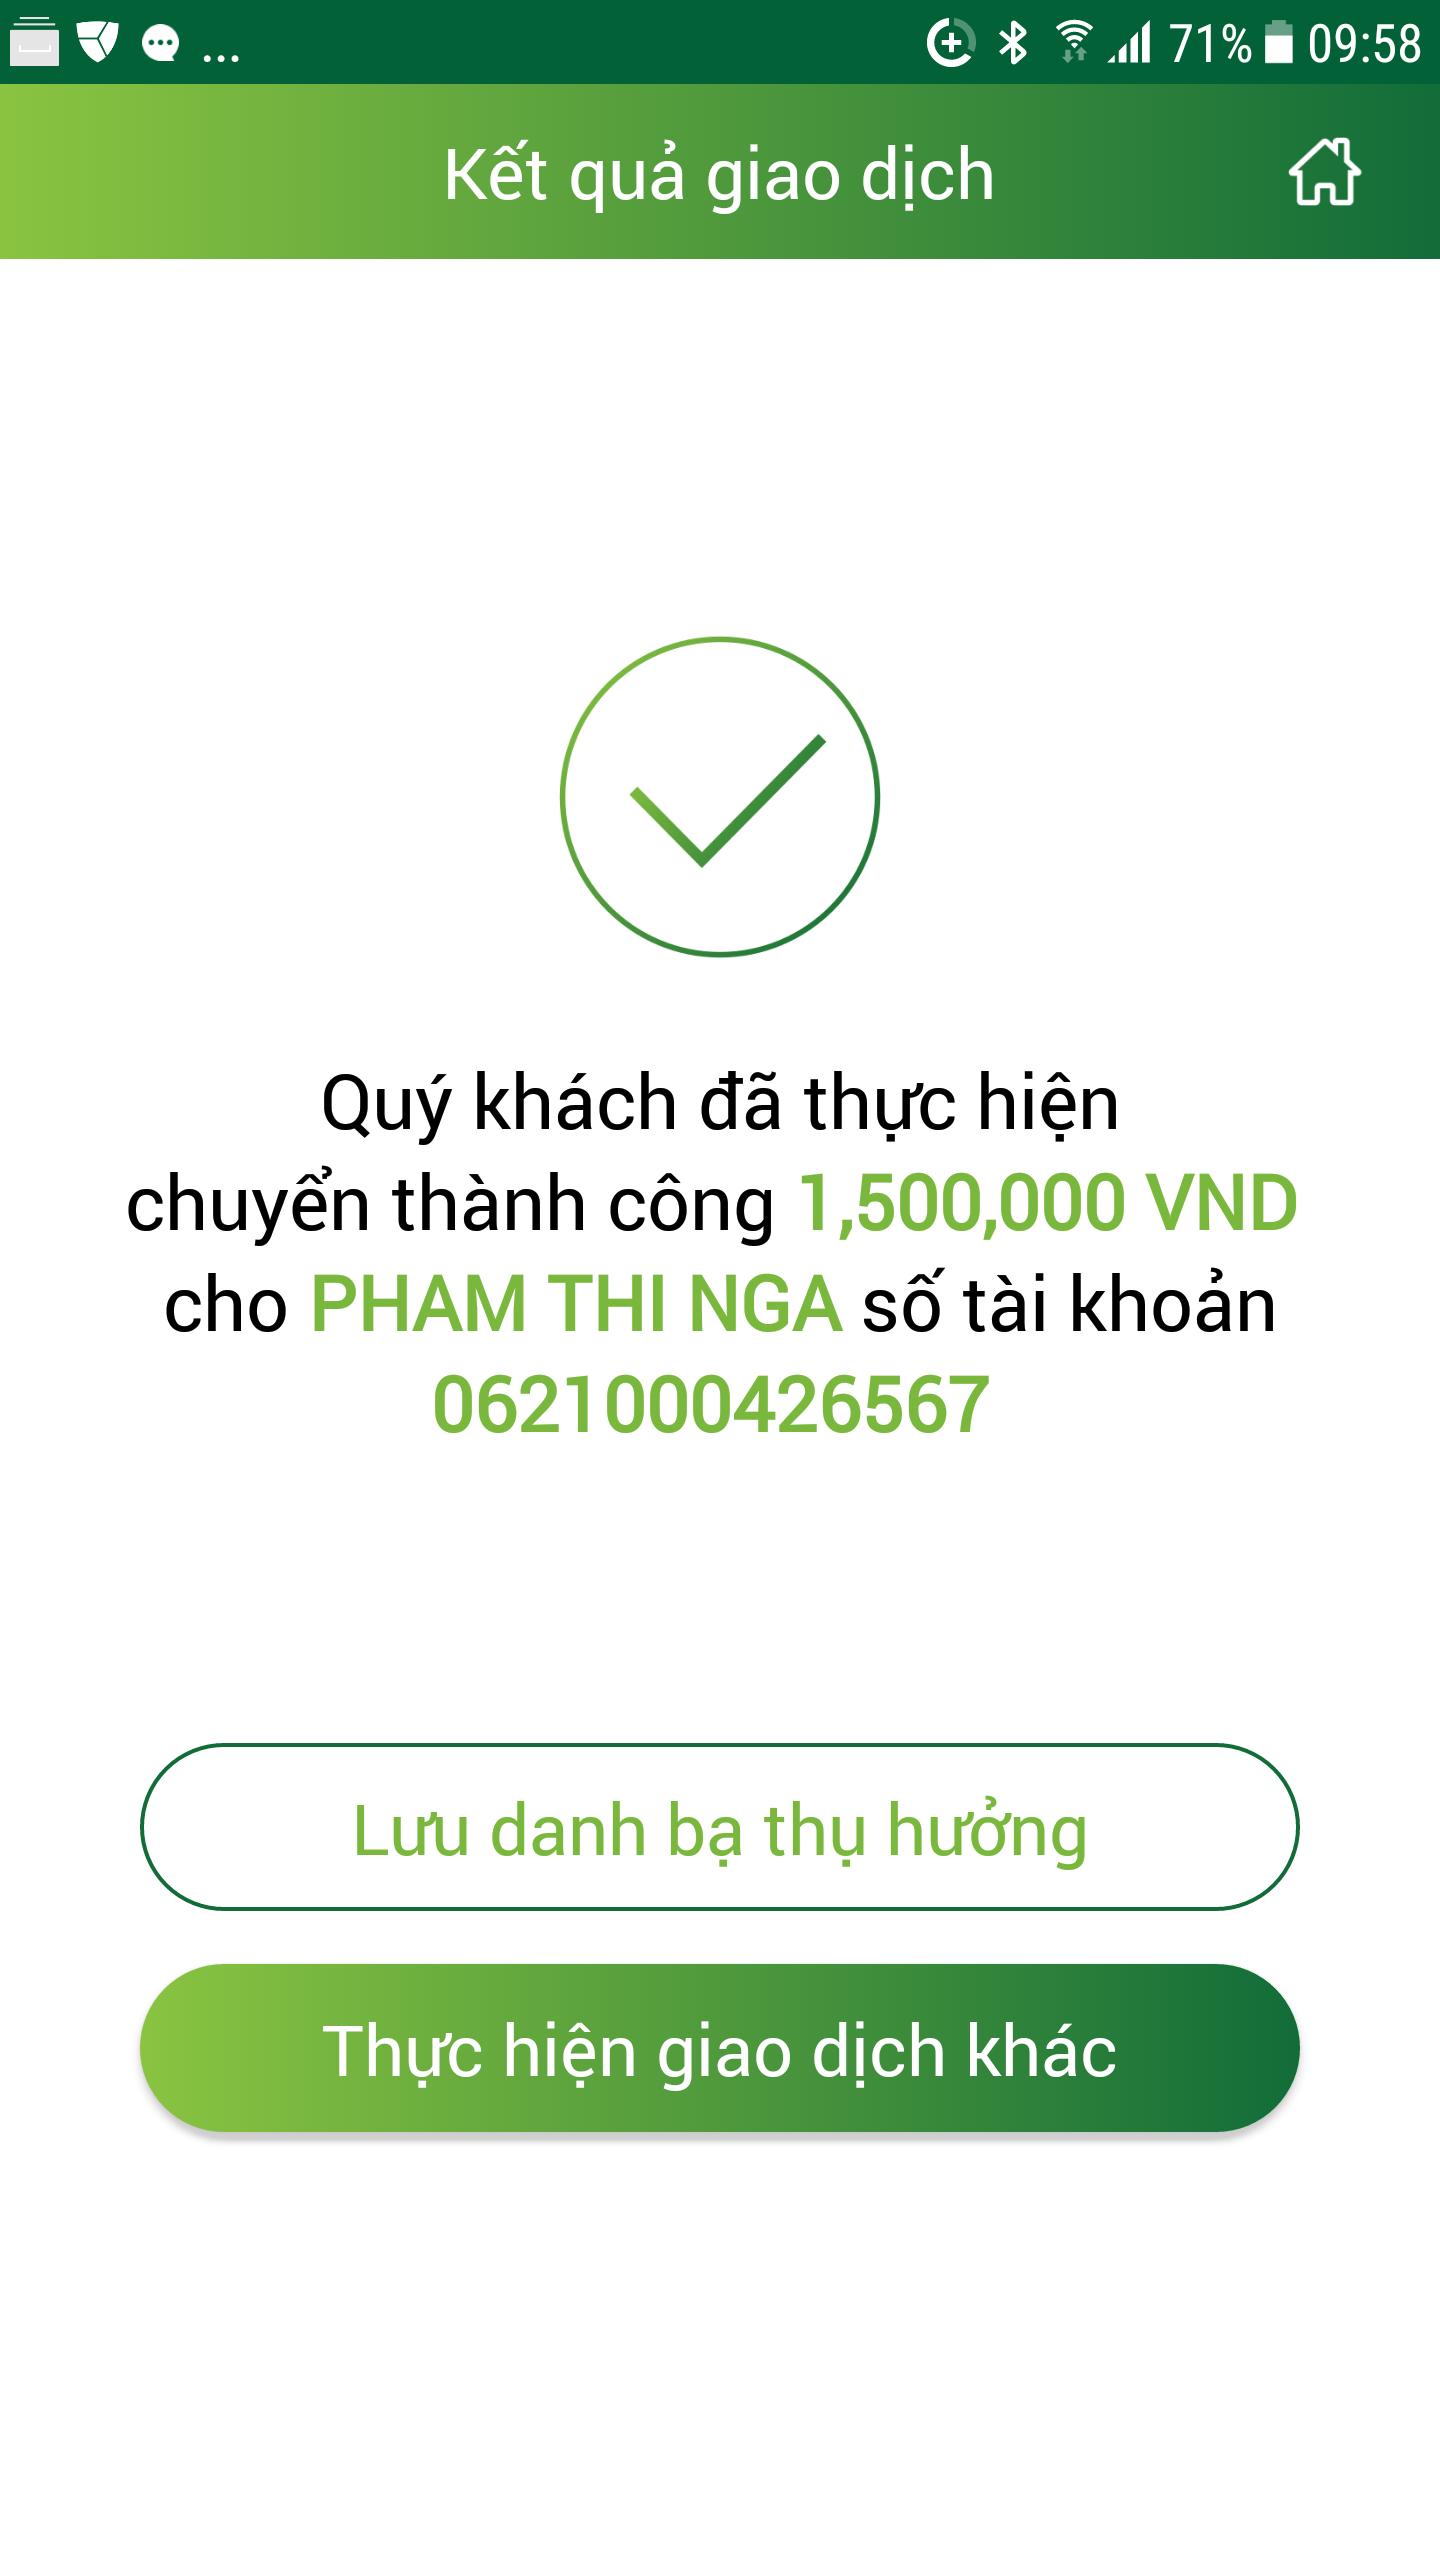 ... 71% 09:58
Kết quả giao dịch
Quý khách đã thực hiện
chuyển thành công 1,500,000 VND
cho PHAM THI NGA số tài khoản
0621000426567
Lưu danh bạ thụ hưởng
Thực hiện giao dịch khác